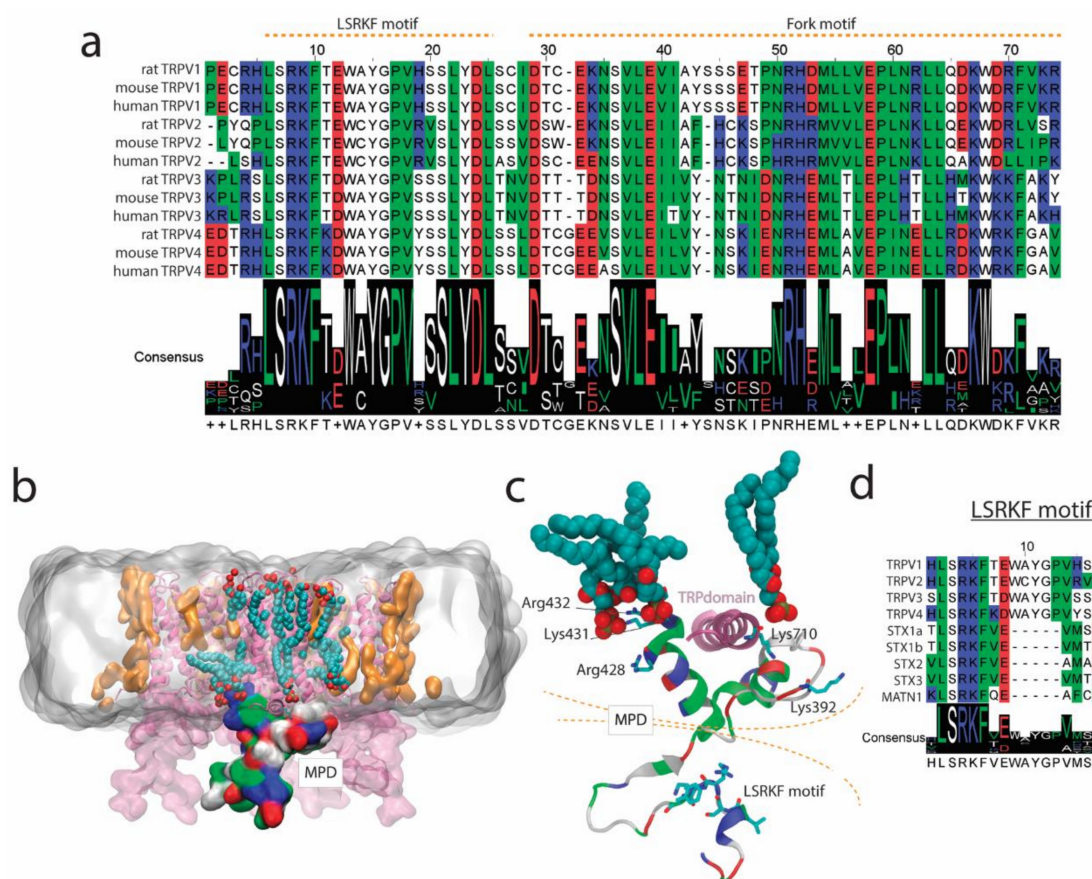 a
LSRKF motif Fork motif
10 20 30 40 50 60 70
rat TRPV1 PECRHLSRKFTEWAYGPVHSSLYDLSCIDTC-EKNSVLEVIAYSSSETPNRHDMLLVEPLNRLLQDKWDRFVKR
mouse TRPV1 PECRHLSRKFTEWAYGPVHSSLYDLSCIDTC-EKNSVLEVIAYSSSETPNRHDMLLVEPLNRLLQDKWDRFVKR
human TRPV1 PECRHLSRKFTEWAYGPVHSSLYDLSCIDTC-EKNSVLEVIAYSSSETPNRHDMLLVEPLNRLLQDKWDRFVKR
rat TRPV2 -PYQPLSRKFTEWCYGPVRVSLYDLSSVDSW-EKNSVLEIIAF-HCKSPNRHRMVVLEPLNKLLQDKWDRLVSR
mouse TRPV2 -LYQPLSRKFTEWCYGPVRVSLYDLSSVDSW-EKNSVLEIIAF-HCKSPHRHRMVVLEPLNKLLQEKWDRLVSR
human TRPV2 --LSHLSRKFTEWCYGPVRVSLYDLASVDSC-EENSVLEIIAF-HCKSPHRHRMVVLEPLNKLLQAKWDLLIPK
rat TRPV3 KPLRSLSRKFTDWAYGPVSSSLYDLTNVDTT-TDNSVLEIIVY-NTNIDNRHEMLTLEPLHTLLHMKWKKFAKY
mouse TRPV3 KPLRSLSRKFTDWAYGPVSSSLYDLTNVDTT-TDNSVLEIIVY-NTNIDNRHEMLTLEPLHTLLHTKWKKFAKY
human TRPV3 KRLRSLSRKFTDWAYGPVSSSLYDLTNVDTT-TDNSVLEITVY-NTNIDNRHEMLTLEPLHTLLHMKWKKFAKH
rat TRPV4 EDTRHLSRKFKDWAYGPVYSSLYDLSSLDTCGEEVSVLEILVY-NSKIENRHEMLAVEPINELLRDKWRKFGAV
mouse TRPV4 EDTRHLSRKFKDWAYGPVYSSLYDLSSLDTCGEEVSVLEILVY-NSKIENRHEMLAVEPINELLRDKWRKFGAV
human TRPV4 EDTRHLSRKFKDWAYGPVYSSLYDLSSLDTCGEEASVLEILVY-NSKIENRHEMLAVEPINELLRDKWRKFGAV
Consensus
++LRHLSRKFT+WAYGPV+SSLYDLSSVDTCGEKNSVLEII+YSNSKIPNRHEML++EPLN+LLQDKWDKFVKR
b
MPD
c
Arg432
Lys431
TRPdomain
Lys710
Arg428
Lys392
MPD
LSRKF motif
d
LSRKF motif
10
TRPV1 HLSRKFTEWAYGPVHS
TRPV2 HLSRKFTEWCYGPVRV
TRPV3 SLSRKFTDWAYGPVSS
TRPV4 HLSRKFKDWAYGPVYS
STX1a TLSRKFVE-----VMT
STX1b TLSRKFVE-----VMT
STX2 VLSRKFVE-----AMA
STX3 VLSRKFVE-----VMT
MATN1 KLSRKFQE-----AFC
Consensus
HLSRKFVEWAYGPVMS